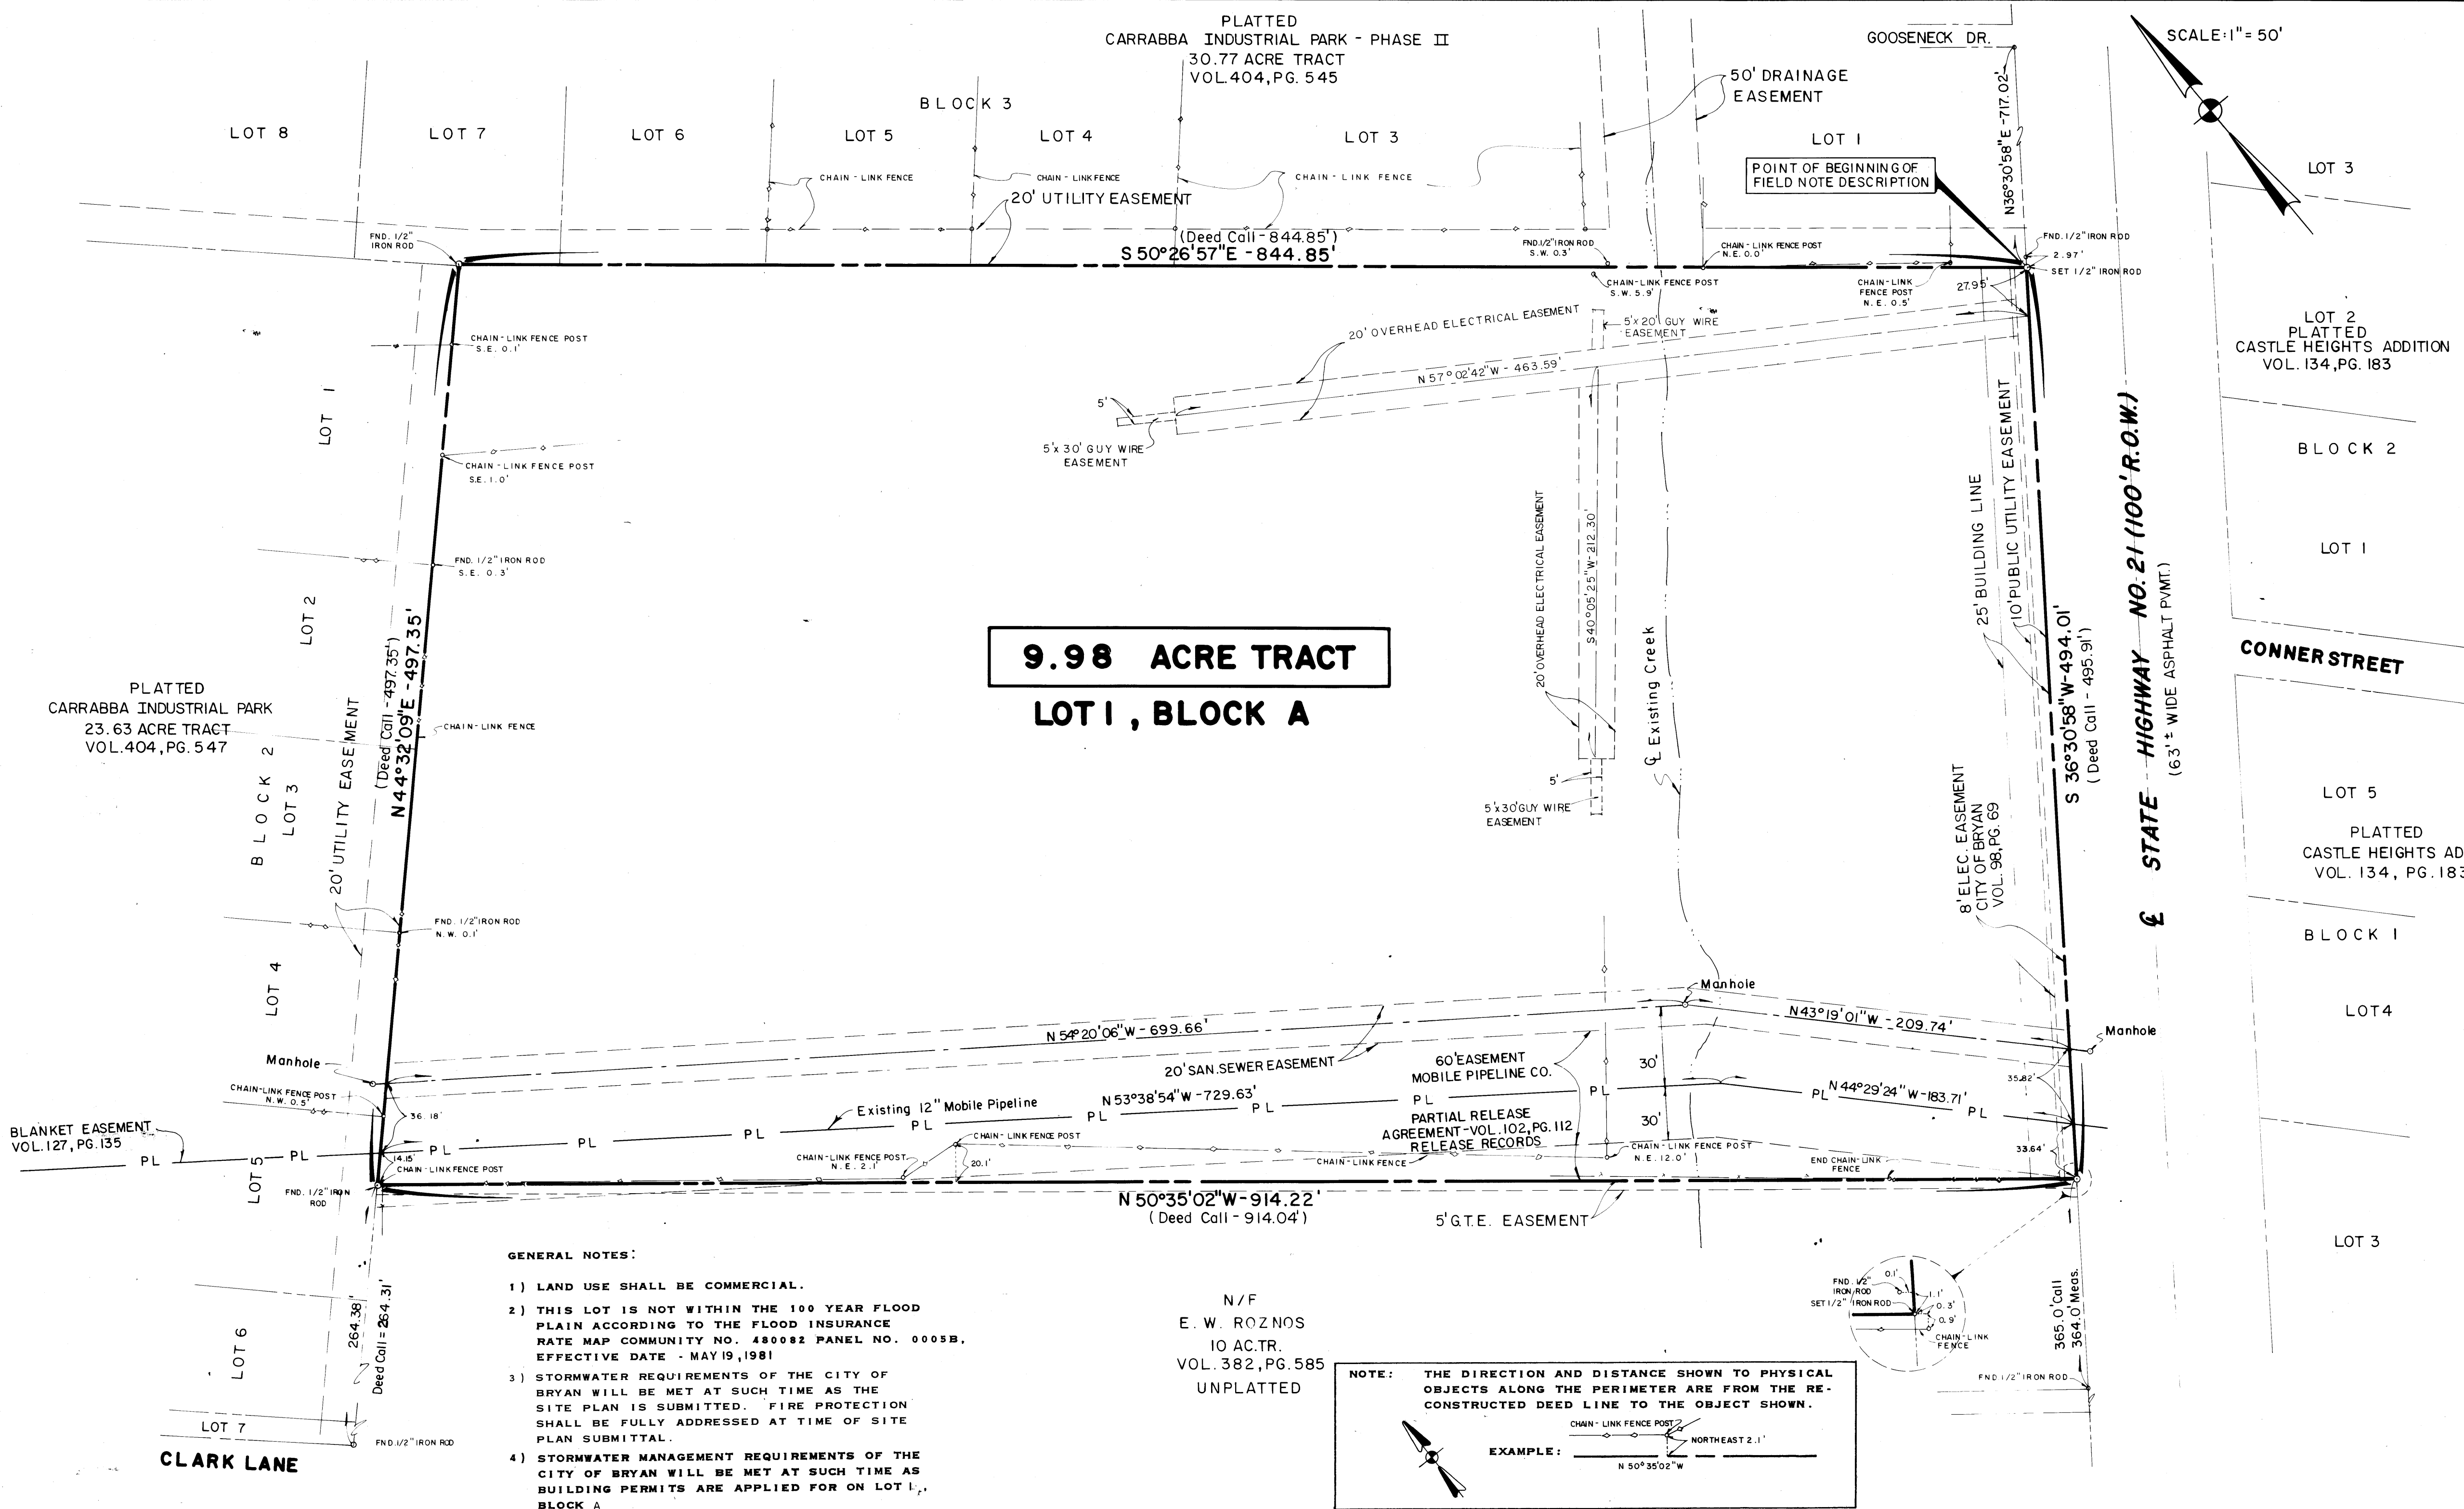 PLATTED
CARRABBA INDUSTRIAL PARK - PHASE II
30.77 ACRE TRACT
VOL.404, PG. 545
GOOSENECK DR.
SCALE: 1" = 50'
50' DRAINAGE
EASEMENT
BLOCK 3
LOT 8
LOT 7
LOT 6
LOT 5
LOT 4
LOT 3
LOT 1
N36°30'58"E - 717.02'
POINT OF BEGINNING OF
FIELD NOTE DESCRIPTION
LOT 3
CHAIN - LINK FENCE
CHAIN - LINK FENCE
CHAIN - LINK FENCE
20' UTILITY EASEMENT
FND. 1/2"
IRON ROD
(Deed Call - 844.85')
S 50°26'57"E - 844.85'
FND.1/2" IRON ROD
S.W. 0.3'
CHAIN-LINK FENCE POST
N.E. 0.0'
FND. 1/2" IRON ROD
2.97'
SET 1/2" IRON ROD
CHAIN-LINK FENCE POST
S.W. 5.9'
CHAIN-LINK
FENCE POST
N.E. 0.5'
27.95'
LOT 2
PLATTED
CASTLE HEIGHTS ADDITION
VOL. 134, PG. 183
20' OVERHEAD ELECTRICAL EASEMENT
5' x 20' GUY WIRE
EASEMENT
CHAIN-LINK FENCE POST
S.E. 0.1'
N 57°02'42"W - 463.59'
5'
5' x 30' GUY WIRE
EASEMENT
LOT 1
CHAIN-LINK FENCE POST
S.E. 1.0'
BLOCK 2
LOT 1
FND. 1/2" IRON ROD
S.E. 0.3'
20' OVERHEAD ELECTRICAL EASEMENT
S40°05'25"W - 212.30'
℄ Existing Creek
25' BUILDING LINE
10' PUBLIC UTILITY EASEMENT
S 36°30'58"W - 494.01'
(Deed Call - 495.91')
℄ STATE HIGHWAY NO. 21 (100' R.O.W.)
(63'± WIDE ASPHALT PVMT.)
CONNER STREET
LOT 2
9.98 ACRE TRACT
LOT 1, BLOCK A
(Deed Call - 497.35')
N44°32'09"E - 497.35'
PLATTED
CARRABBA INDUSTRIAL PARK
23.63 ACRE TRACT
VOL.404, PG. 547
CHAIN-LINK FENCE
BLOCK 2
LOT 3
20' UTILITY EASEMENT
5'
5' x 30' GUY WIRE
EASEMENT
8' ELEC. EASEMENT
CITY OF BRYAN
VOL. 98, PG. 69
LOT 5
PLATTED
CASTLE HEIGHTS AD
VOL. 134, PG. 183
FND. 1/2" IRON ROD
N.W. 0.1'
BLOCK 1
LOT 4
LOT 4
Manhole
N 54°20'06"W - 699.66'
N43°19'01"W - 209.74'
Manhole
Manhole
20' SAN. SEWER EASEMENT
60' EASEMENT
MOBILE PIPELINE CO.
30'
35.82'
CHAIN-LINK FENCE POST
N.W. 0.5'
36.18'
Existing 12" Mobile Pipeline
N 53°38'54"W - 729.63'
N 44°29'24"W - 183.71'
PARTIAL RELEASE
AGREEMENT - VOL. 102, PG. 112
RELEASE RECORDS
30'
BLANKET EASEMENT
VOL. 127, PG. 135
PL PL PL PL PL PL PL PL PL PL PL PL
14.15'
CHAIN-LINK FENCE POST
CHAIN-LINK FENCE POST
N.E. 2.1'
CHAIN-LINK FENCE POST
20.1'
CHAIN-LINK FENCE
CHAIN-LINK FENCE POST
N.E. 12.0'
END CHAIN-LINK
FENCE
33.64'
LOT 5
FND. 1/2" IRON
ROD
N 50°35'02"W - 914.22'
(Deed Call - 914.04')
5' G.T.E. EASEMENT
LOT 3
GENERAL NOTES:
1) LAND USE SHALL BE COMMERCIAL.
2) THIS LOT IS NOT WITHIN THE 100 YEAR FLOOD
PLAIN ACCORDING TO THE FLOOD INSURANCE
RATE MAP COMMUNITY NO. 480082 PANEL NO. 0005B,
EFFECTIVE DATE - MAY 19, 1981
3) STORMWATER REQUIREMENTS OF THE CITY OF
BRYAN WILL BE MET AT SUCH TIME AS THE
SITE PLAN IS SUBMITTED. FIRE PROTECTION
SHALL BE FULLY ADDRESSED AT TIME OF SITE
PLAN SUBMITTAL.
4) STORMWATER MANAGEMENT REQUIREMENTS OF THE
CITY OF BRYAN WILL BE MET AT SUCH TIME AS
BUILDING PERMITS ARE APPLIED FOR ON LOT 1,
BLOCK A
N/F
E. W. ROZNOS
10 AC.TR.
VOL. 382, PG. 585
UNPLATTED
FND. 1/2"
IRON ROD
SET 1/2" IRON ROD
0.1'
1.1'
0.3'
0.9'
CHAIN-LINK
FENCE
365.0' Call
364.0' Meas.
FND. 1/2" IRON ROD
264.38'
Deed Call = 264.31'
LOT 6
LOT 7
FND. 1/2" IRON ROD
CLARK LANE
NOTE: THE DIRECTION AND DISTANCE SHOWN TO PHYSICAL
OBJECTS ALONG THE PERIMETER ARE FROM THE RE-
CONSTRUCTED DEED LINE TO THE OBJECT SHOWN.
CHAIN-LINK FENCE POST
NORTHEAST 2.1'
EXAMPLE:
N 50°35'02"W